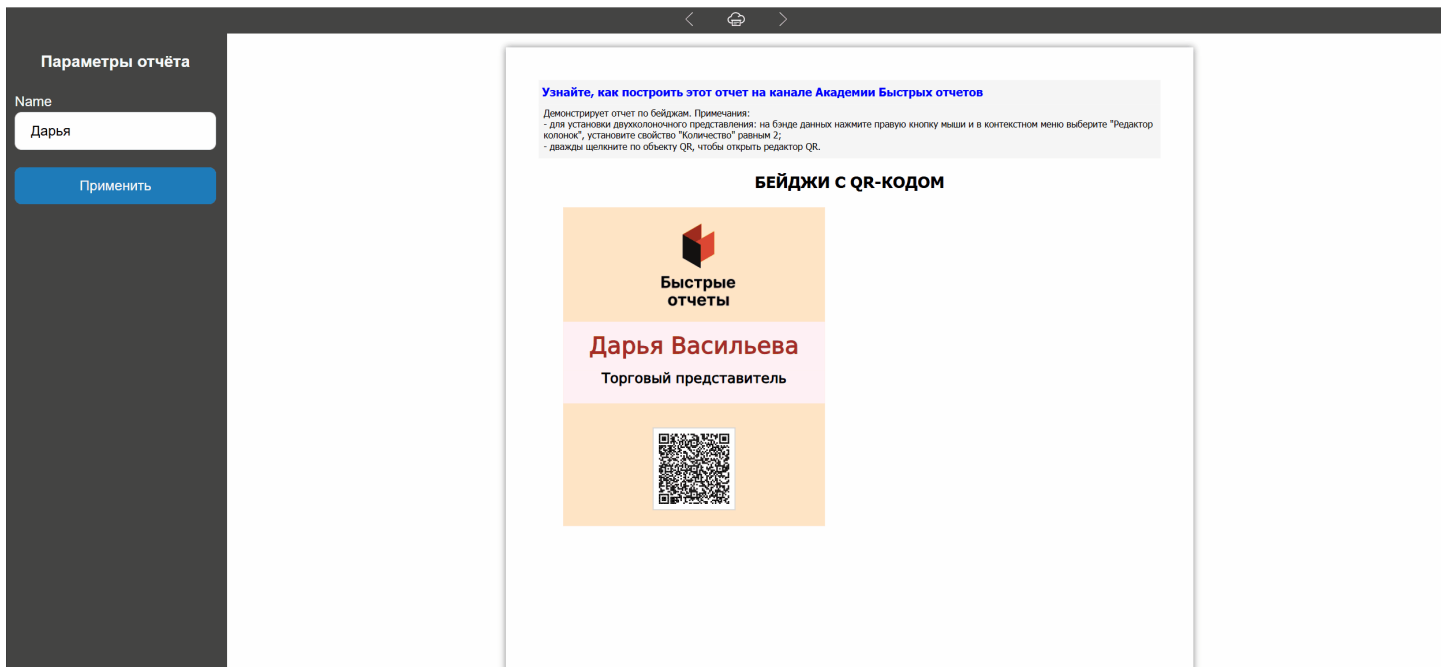 Параметры отчёта
Name
Дарья
Применить
Узнайте, как построить этот отчет на канале Академии Быстрых отчетов
Демонстрирует отчет по бейджам. Примечания:
- для установки двухколоночного представления: на бэнде данных нажмите правую кнопку мыши и в контекстном меню выберите "Редактор
колонок", установите свойство "Количество" равным 2;
- дважды щелкните по объекту QR, чтобы открыть редактор QR.
БЕЙДЖИ С QR-КОДОМ
Быстрые
отчеты
Дарья Васильева
Торговый представитель